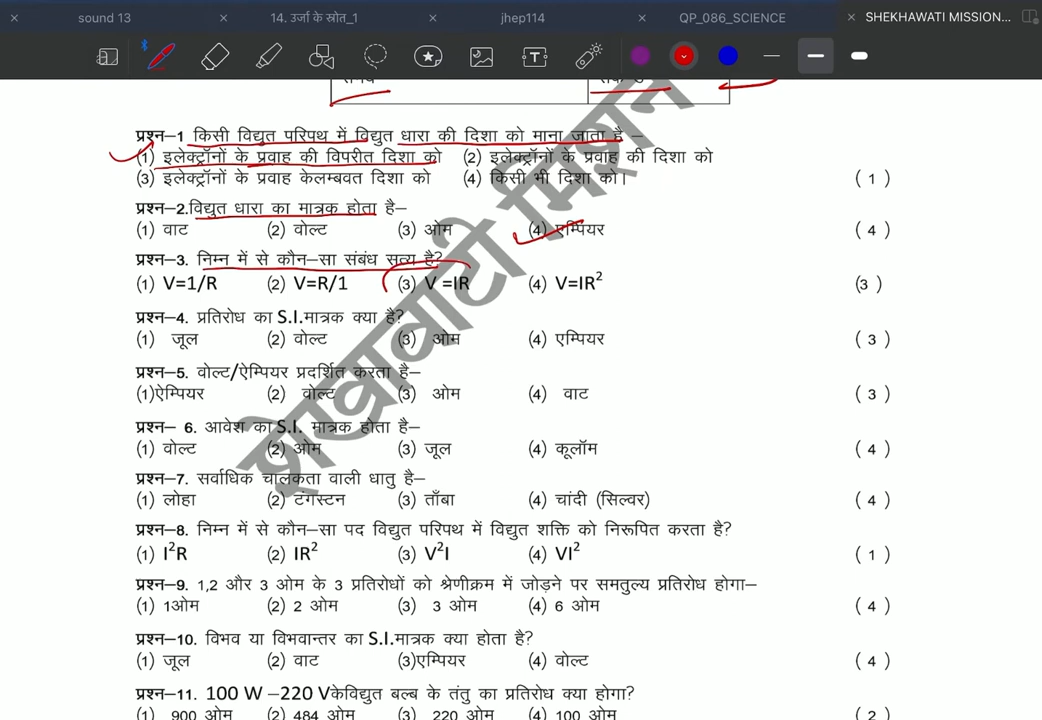 sound 13
14. उर्जा के स्रोत_1
jhep114
QP_086_SCIENCE
SHEKHAWATI MISSION...
प्रश्न–1 किसी विद्युत परिपथ में विद्युत धारा की दिशा को माना जाता है –
(1) इलेक्ट्रॉनों के प्रवाह की विपरीत दिशा को (2) इलेक्ट्रॉनों के प्रवाह की दिशा को
(3) इलेक्ट्रॉनों के प्रवाह केलम्बवत दिशा को (4) किसी भी दिशा को। ( 1 )
प्रश्न–2.विद्युत धारा का मात्रक होता है–
(1) वाट (2) वोल्ट (3) ओम (4) एम्पियर ( 4 )
प्रश्न–3. निम्न में से कौन–सा संबंध सत्य है?
(1) V=1/R (2) V=R/1 (3) V =IR (4) V=IR² (3 )
प्रश्न–4. प्रतिरोध का S.I.मात्रक क्या है?
(1) जूल (2) वोल्ट (3) ओम (4) एम्पियर ( 3 )
प्रश्न–5. वोल्ट/ऐम्पियर प्रदर्शित करता है–
(1)ऐम्पियर (2) वोल्ट (3) ओम (4) वाट ( 3 )
प्रश्न– 6. आवेश का S.I. मात्रक होता है–
(1) वोल्ट (2) ओम (3) जूल (4) कूलॉम ( 4 )
प्रश्न–7. सर्वाधिक चालकता वाली धातु है–
(1) लोहा (2) टंगस्टन (3) ताँबा (4) चांदी (सिल्वर) ( 4 )
प्रश्न–8. निम्न में से कौन–सा पद विद्युत परिपथ में विद्युत शक्ति को निरूपित करता है?
(1) I²R (2) IR² (3) V²I (4) VI² ( 1 )
प्रश्न–9. 1,2 और 3 ओम के 3 प्रतिरोधों को श्रेणीक्रम में जोड़ने पर समतुल्य प्रतिरोध होगा–
(1) 1ओम (2) 2 ओम (3) 3 ओम (4) 6 ओम ( 4 )
प्रश्न–10. विभव या विभवान्तर का S.I.मात्रक क्या होता है?
(1) जूल (2) वाट (3)एम्पियर (4) वोल्ट ( 4 )
प्रश्न–11. 100 W –220 Vकेविद्युत बल्ब के तंतु का प्रतिरोध क्या होगा?
(1) 900 ओम (2) 484 ओम (3) 220 ओम (4) 100 ओम ( 2 )
शेखावाटी मिशन